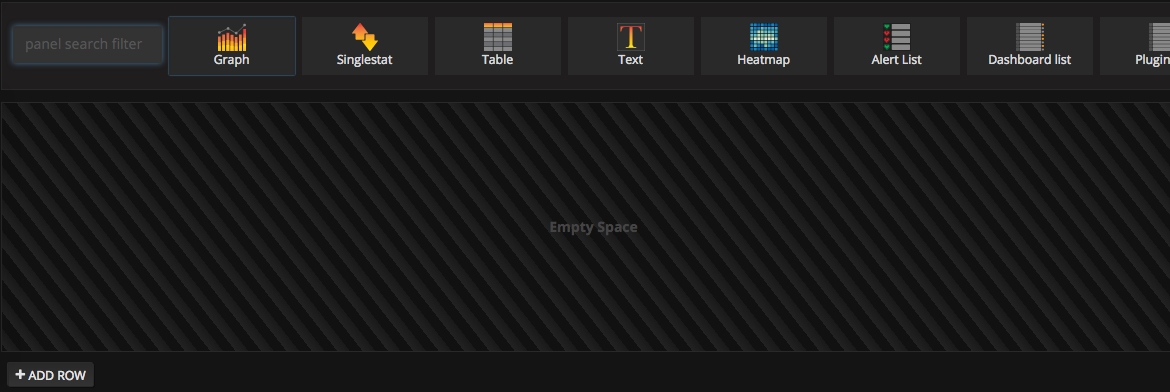 panel search filter
Graph
Singlestat
Table
Text
Heatmap
Alert List
Dashboard list
Plugin
Empty Space
+ ADD ROW